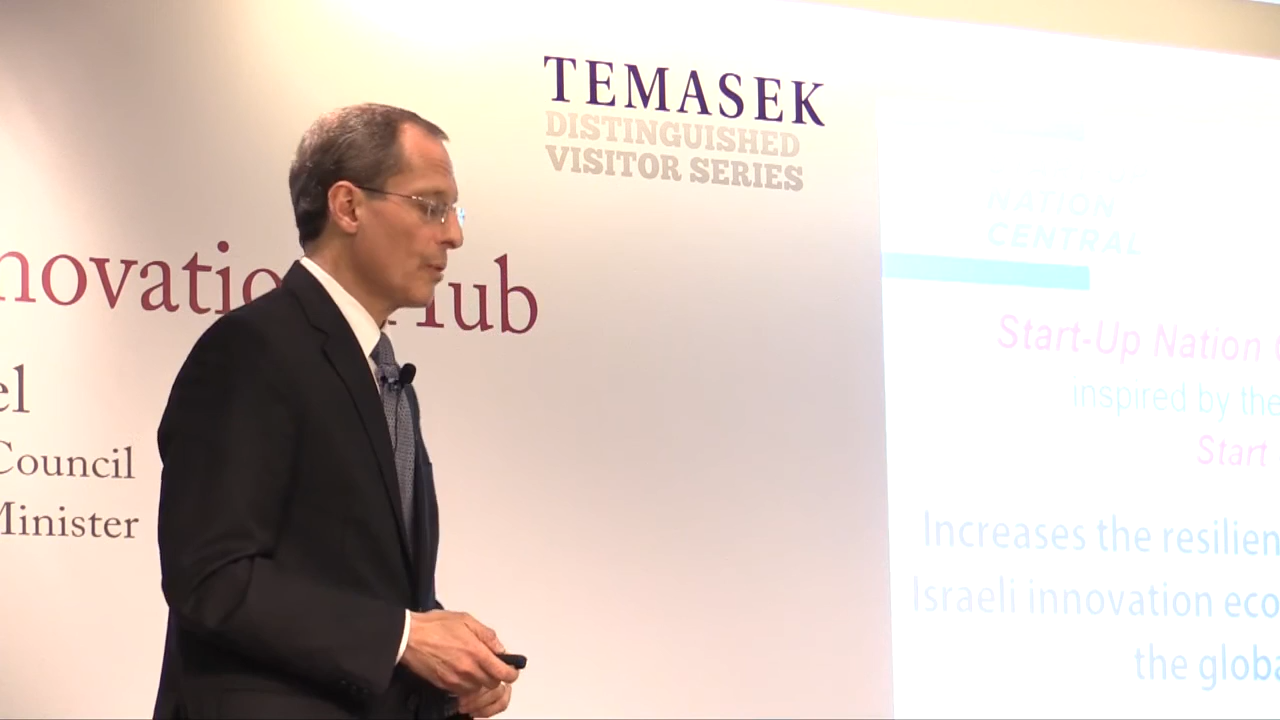 TEMASEK
DISTINGUISHED
VISITOR SERIES
novation Hub
el
Council
Minister
NATION
CENTRAL
Start-Up Nation
inspired by the
Start
Increases the resilien
Israeli innovation eco
the globa